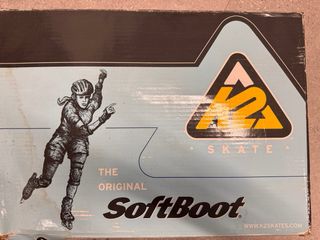 K2
SKATE
THE
ORIGINAL
SoftBoot®
WWW.K2SKATES.COM